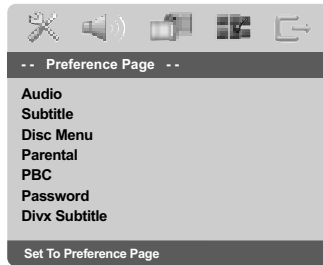 - -  Preference Page  - -
Audio
Subtitle
Disc Menu
Parental
PBC
Password
Divx Subtitle
Set To Preference Page